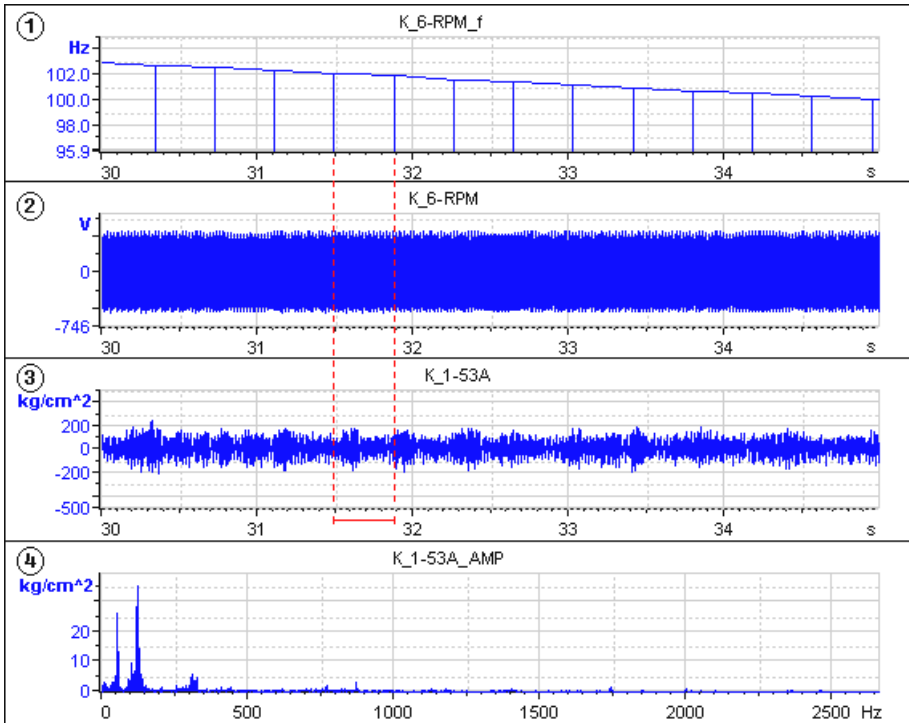 1 K_6-RPM_f
Hz
102.0
100.0
98.0
95.9
30 31 32 33 34 s
2 K_6-RPM
V
0
-746
30 31 32 33 34 s
3 K_1-53A
kg/cm^2
200
0
-200
-500
30 31 32 33 34 s
4 K_1-53A_AMP
kg/cm^2
20
10
0
0 500 1000 1500 2000 2500 Hz